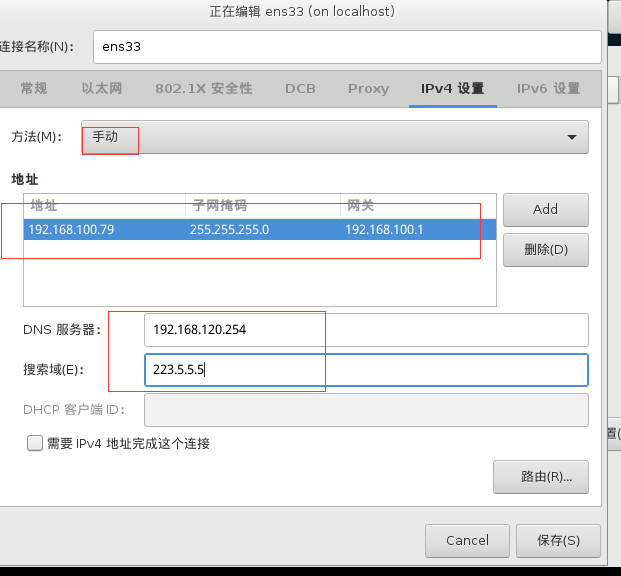 正在编辑 ens33 (on localhost)
连接名称(N): ens33
常规 以太网 802.1X 安全性 DCB Proxy IPv4 设置 IPv6 设置
方法(M): 手动
地址
地址 子网掩码 网关 Add
192.168.100.79 255.255.255.0 192.168.100.1
删除(D)
DNS 服务器: 192.168.120.254
搜索域(E): 223.5.5.5
DHCP 客户端 ID:
置(
需要 IPv4 地址完成这个连接
路由(R)...
Cancel 保存(S)